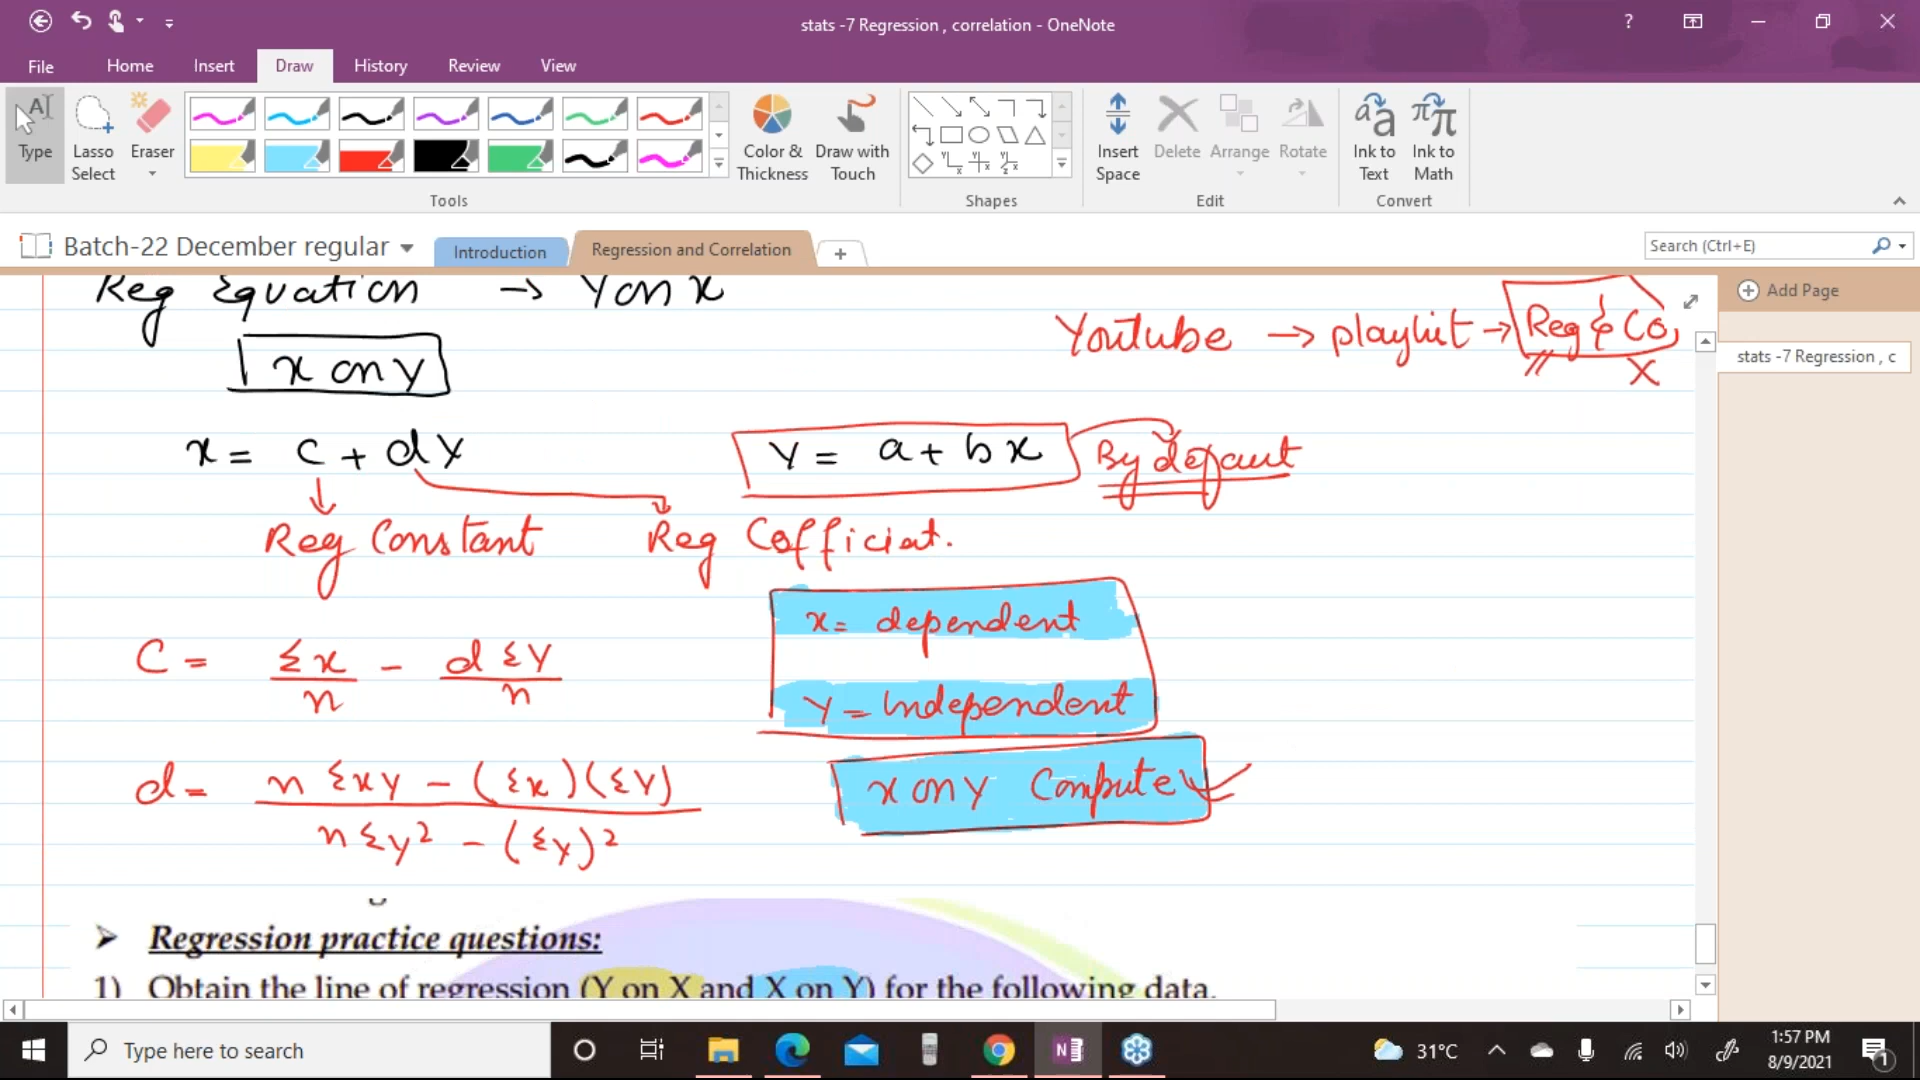 stats -7 Regression , correlation - OneNote
?
File Home Insert Draw History Review View
Type
Lasso Select
Eraser
Color & Thickness
Draw with Touch
Insert Space
Delete
Arrange
Rotate
Ink to Text
Ink to Math
Tools
Shapes
Edit
Convert
Batch-22 December regular
Introduction
Regression and Correlation
Search (Ctrl+E)
Add Page
stats -7 Regression , c
Reg Equation → Y on x
x on y
Youtube → playlist → Reg & Co
X
x = c + dy
Y = a + bx
By default
Reg Constant
Reg Cofficiat.
x = dependent
Y = Independent
C = Σx/n - dΣY/n
x on y Compute
d = nΣxy - (Σx)(ΣY)
nΣy² - (Σy)²
➤ Regression practice questions:
1) Obtain the line of regression (Y on X and X on Y) for the following data.
Type here to search
31°C
1:57 PM
8/9/2021
1